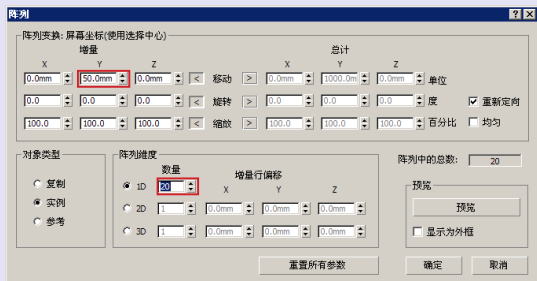 阵列
阵列变换: 屏幕坐标(使用选择中心)
增量 总计
X Y Z X Y Z
0.0mm 50.0mm 0.0mm < 移动 > 0.0mm 1000.0m 0.0mm 单位
0.0 0.0 0.0 < 旋转 > 0.0 0.0 0.0 度 重新定向
100.0 100.0 100.0 < 缩放 > 100.0 100.0 100.0 百分比 均匀
对象类型 阵列维度 阵列中的总数: 20
数量 增量行偏移
复制 1D 20 X Y Z 预览
实例 2D 1 0.0mm 0.0mm 0.0mm 预览
参考 3D 1 0.0mm 0.0mm 0.0mm 显示为外框
重置所有参数 确定 取消